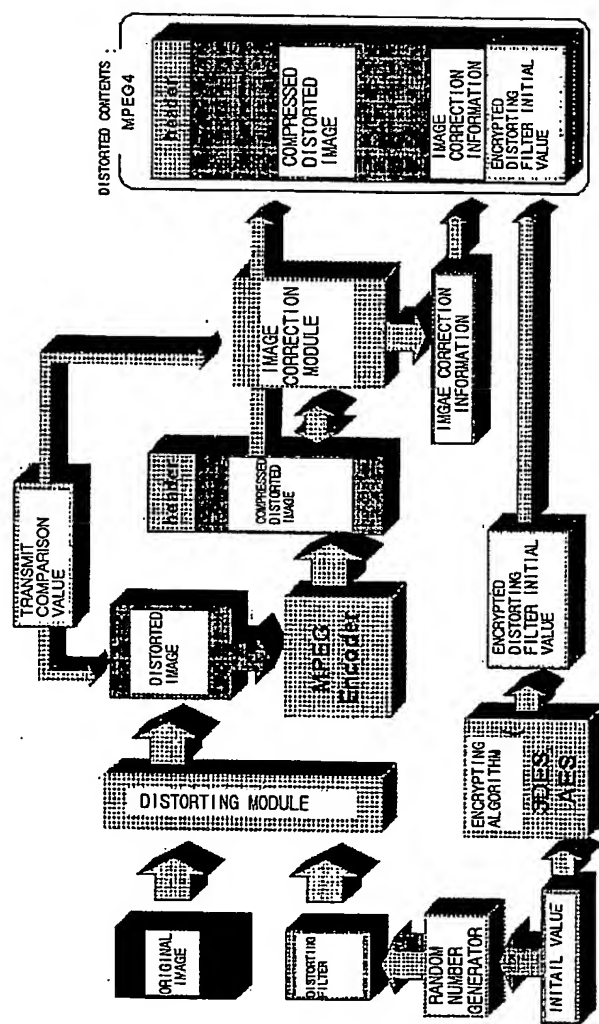 ORIGINAL IMAGE
DISTORTING
FILTER
RANDOM
NUMBER
GENERATOR
INITAIL VALUE
DISTORTING MODULE
ENCRYPTING
ALGORITHM
3DES
AES
TRANSMIT
COMPARISON
VALUE
DISTORTED
IMAGE
MPEG
Encoder
ENCRYPTED
DISTORTING
FILTER INITIAL
VALUE
header
COMPRESSED
DISTORTED
IMAGE
IMAGE
CORRECTION
MODULE
IMGAE CORRECTION
INFORMATION
DISTORTED CONTENTS :
MPEG4
header
COMPRESSED
DISTORTED
IMAGE
IMAGE
CORRECTION
INFORMATION
ENCRYPTED
DISTORTING
FILTER INITIAL
VALUE